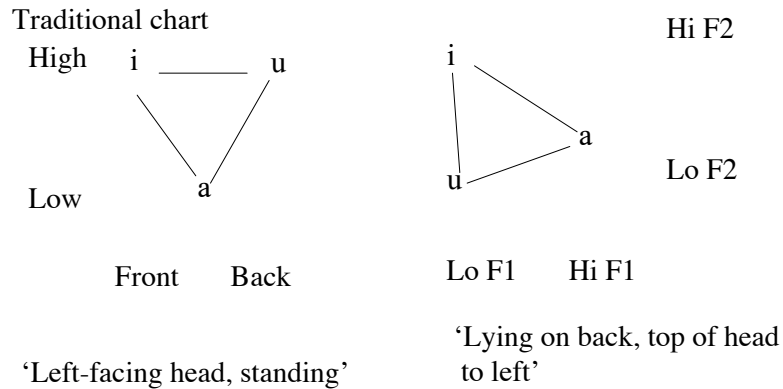 Traditional chart
High i u
a
Low
Front Back
‘Left-facing head, standing’
Hi F2
i
a
u
Lo F2
Lo F1 Hi F1
‘Lying on back, top of head
to left’